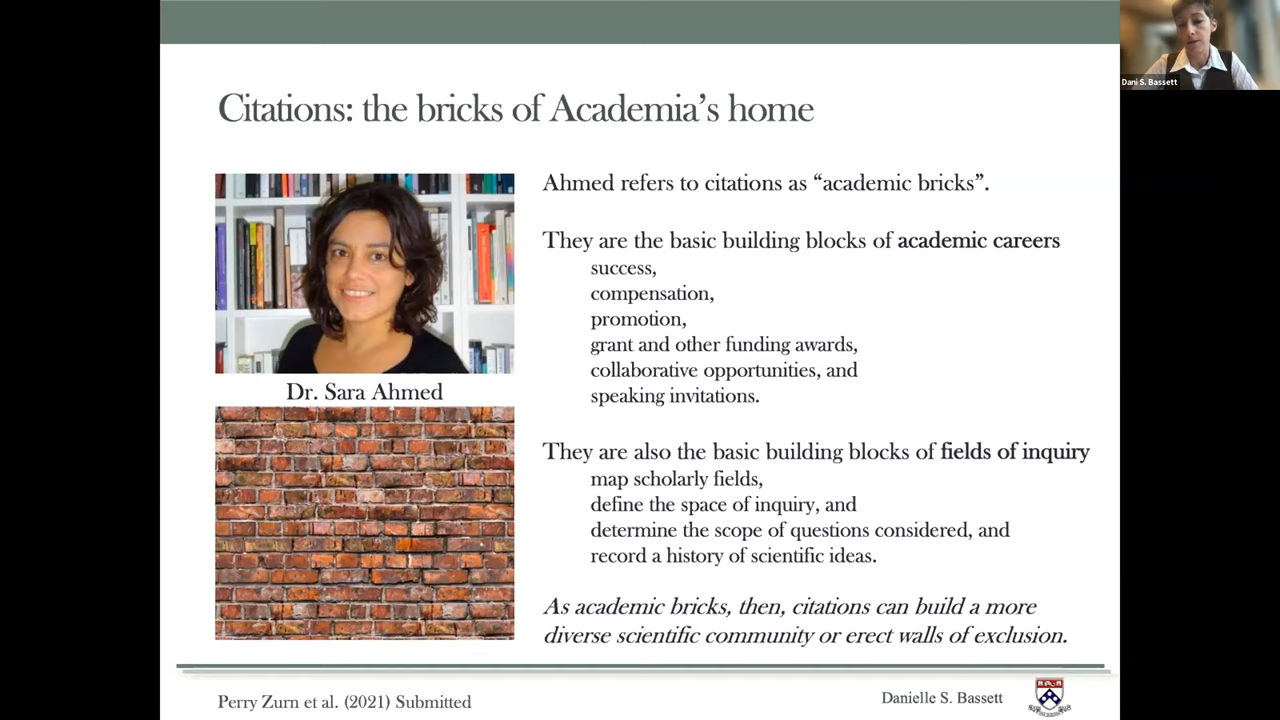 Dani S. Bassett
Citations: the bricks of Academia's home
Ahmed refers to citations as “academic bricks”.
They are the basic building blocks of academic careers
success,
compensation,
promotion,
grant and other funding awards,
collaborative opportunities, and
speaking invitations.
Dr. Sara Ahmed
They are also the basic building blocks of fields of inquiry
map scholarly fields,
define the space of inquiry, and
determine the scope of questions considered, and
record a history of scientific ideas.
As academic bricks, then, citations can build a more
diverse scientific community or erect walls of exclusion.
Perry Zurn et al. (2021) Submitted
Danielle S. Bassett